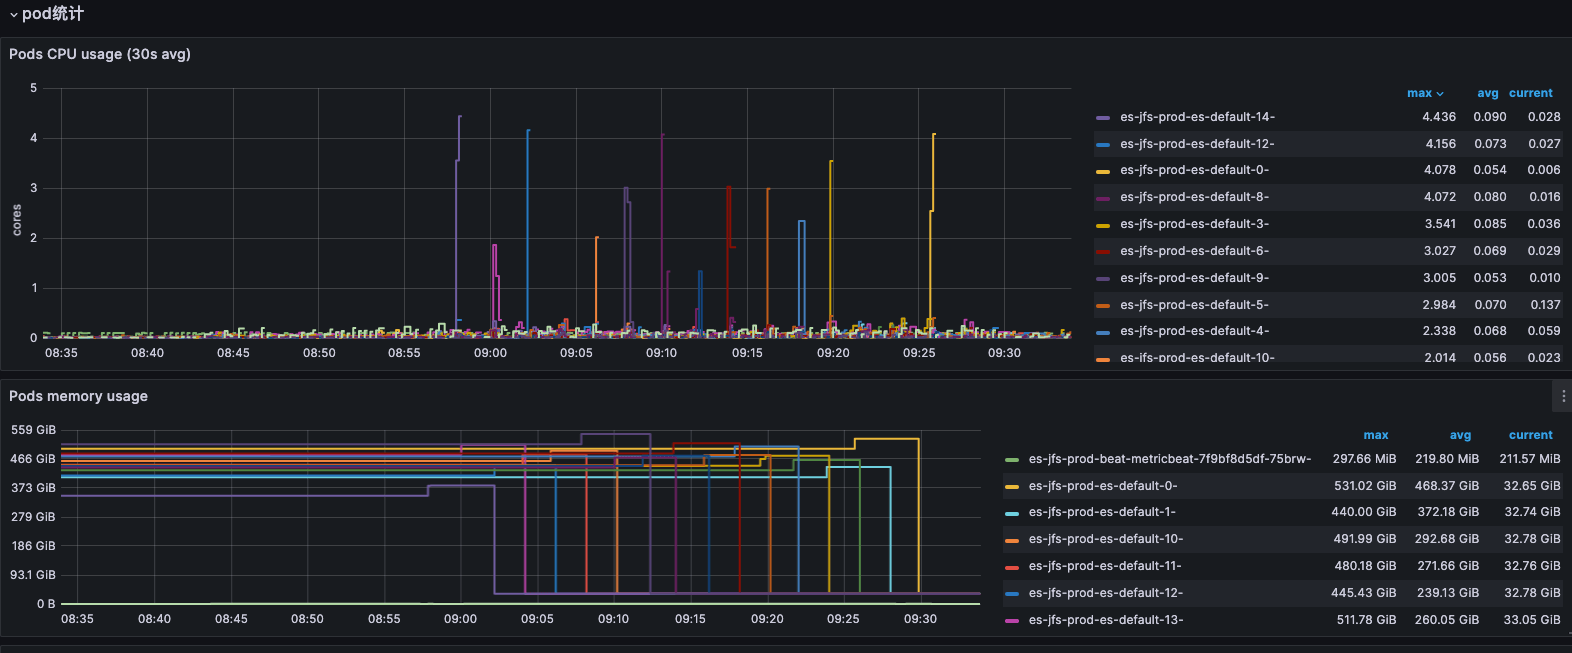 pod统计
Pods CPU usage (30s avg)
5
4
3
2
1
0
cores
08:35 08:40 08:45 08:50 08:55 09:00 09:05 09:10 09:15 09:20 09:25 09:30
max avg current
es-jfs-prod-es-default-14- 4.436 0.090 0.028
es-jfs-prod-es-default-12- 4.156 0.073 0.027
es-jfs-prod-es-default-0- 4.078 0.054 0.006
es-jfs-prod-es-default-8- 4.072 0.080 0.016
es-jfs-prod-es-default-3- 3.541 0.085 0.036
es-jfs-prod-es-default-6- 3.027 0.069 0.029
es-jfs-prod-es-default-9- 3.005 0.053 0.010
es-jfs-prod-es-default-5- 2.984 0.070 0.137
es-jfs-prod-es-default-4- 2.338 0.068 0.059
es-jfs-prod-es-default-10- 2.014 0.056 0.023
Pods memory usage
559 GiB
466 GiB
373 GiB
279 GiB
186 GiB
93.1 GiB
0 B
08:35 08:40 08:45 08:50 08:55 09:00 09:05 09:10 09:15 09:20 09:25 09:30
max avg current
es-jfs-prod-beat-metricbeat-7f9bf8d5df-75brw- 297.66 MiB 219.80 MiB 211.57 MiB
es-jfs-prod-es-default-0- 531.02 GiB 468.37 GiB 32.65 GiB
es-jfs-prod-es-default-1- 440.00 GiB 372.18 GiB 32.74 GiB
es-jfs-prod-es-default-10- 491.99 GiB 292.68 GiB 32.78 GiB
es-jfs-prod-es-default-11- 480.18 GiB 271.66 GiB 32.76 GiB
es-jfs-prod-es-default-12- 445.43 GiB 239.13 GiB 32.78 GiB
es-jfs-prod-es-default-13- 511.78 GiB 260.05 GiB 33.05 GiB